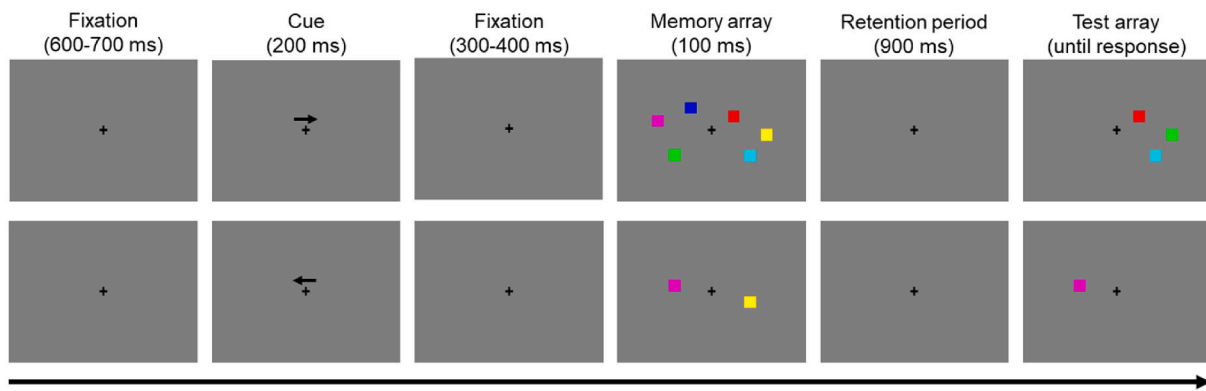 Fixation
(600-700 ms)
Cue
(200 ms)
Fixation
(300-400 ms)
Memory array
(100 ms)
Retention period
(900 ms)
Test array
(until response)